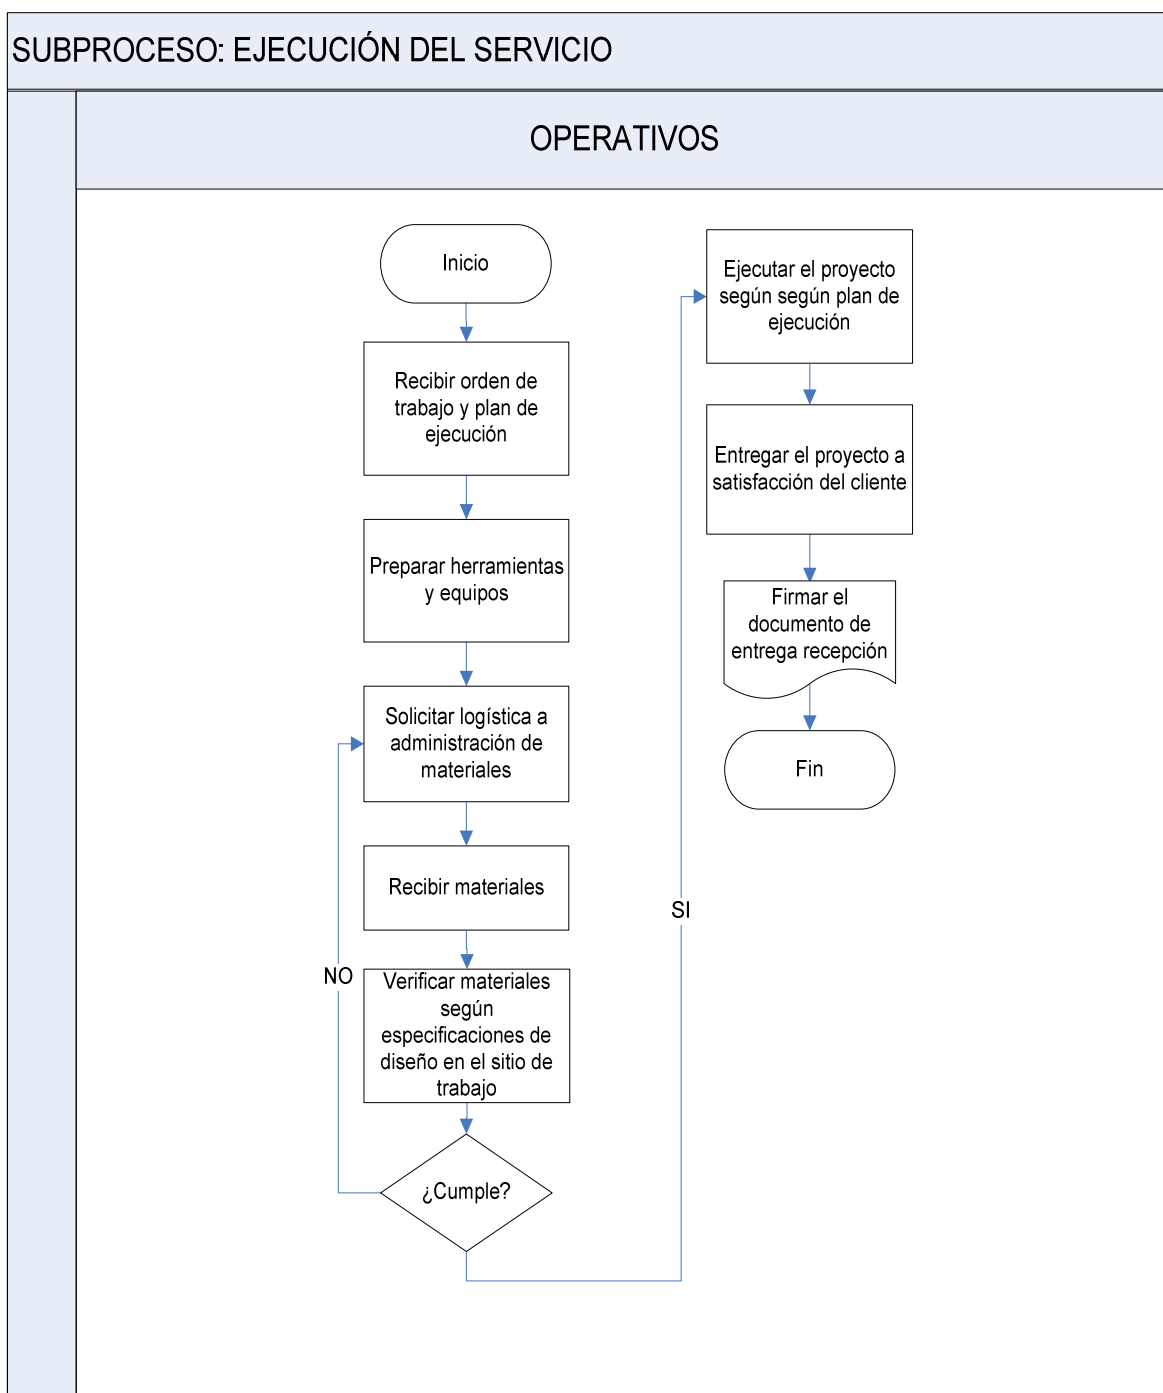 SUBPROCESO: EJECUCIÓN DEL SERVICIO
OPERATIVOS
Inicio
Recibir orden de
trabajo y plan de
ejecución
Preparar herramientas
y equipos
Solicitar logística a
administración de
materiales
Recibir materiales
NO
Verificar materiales
según
especificaciones de
diseño en el sitio de
trabajo
¿Cumple?
SI
Ejecutar el proyecto
según según plan de
ejecución
Entregar el proyecto a
satisfacción del cliente
Firmar el
documento de
entrega recepción
Fin